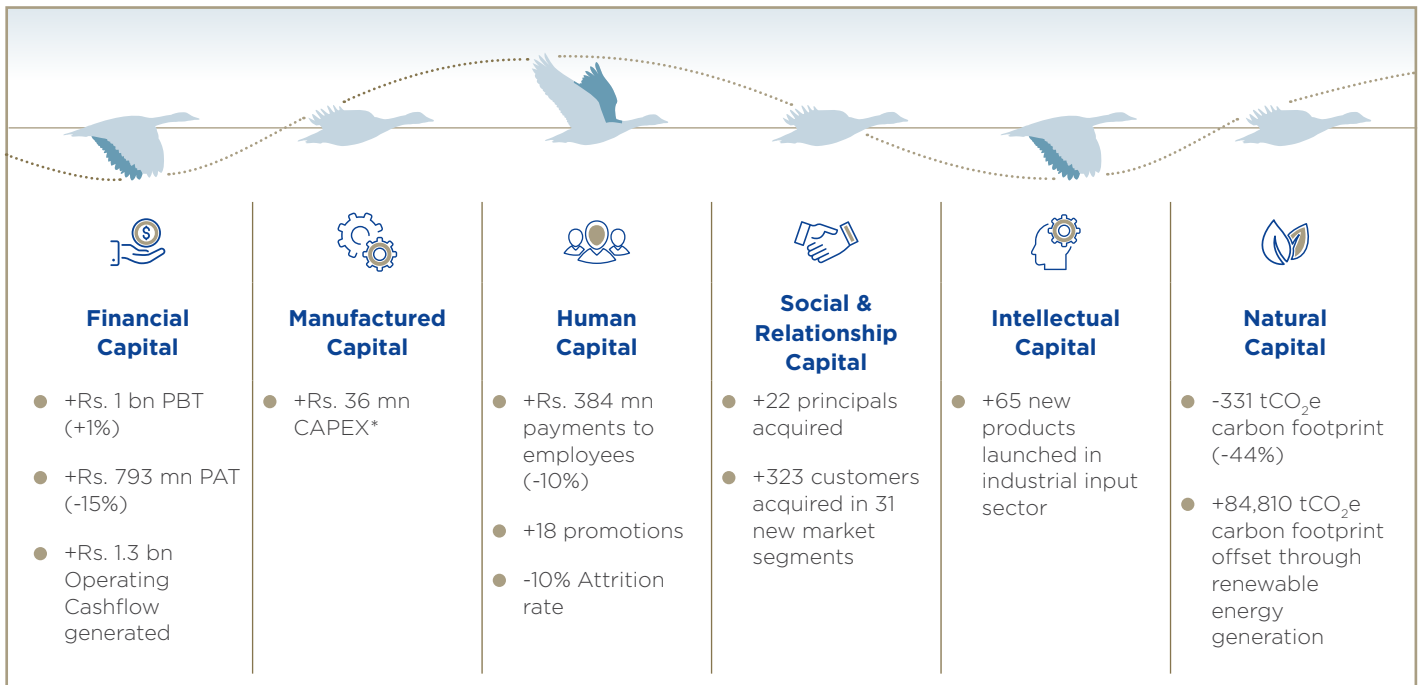 $
Financial
Capital
+Rs. 1 bn PBT
(+1%)
+Rs. 793 mn PAT
(-15%)
+Rs. 1.3 bn
Operating
Cashflow
generated
Manufactured
Capital
+Rs. 36 mn
CAPEX*
Human
Capital
+Rs. 384 mn
payments to
employees
(-10%)
+18 promotions
-10% Attrition
rate
Social &
Relationship
Capital
+22 principals
acquired
+323 customers
acquired in 31
new market
segments
Intellectual
Capital
+65 new
products
launched in
industrial input
sector
Natural
Capital
-331 tCO₂e
carbon footprint
(-44%)
+84,810 tCO₂e
carbon footprint
offset through
renewable
energy
generation